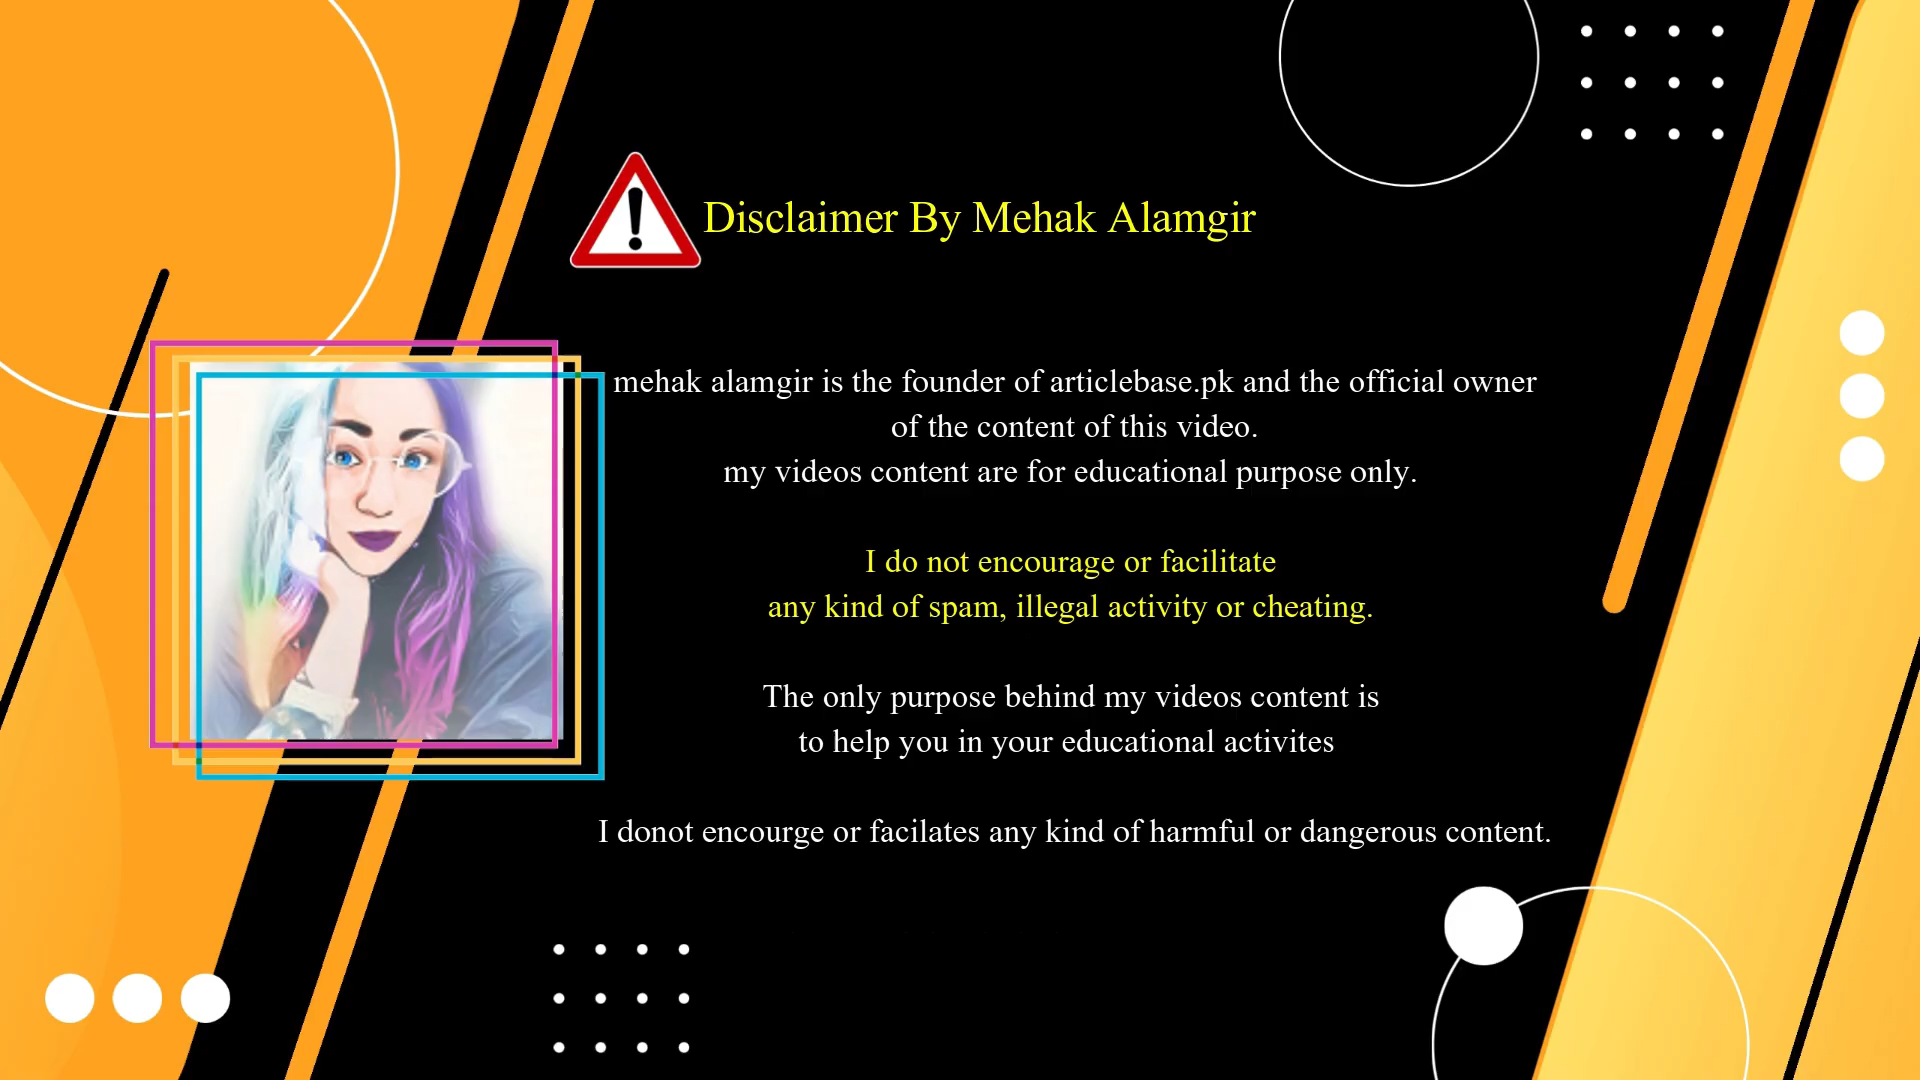 Disclaimer By Mehak Alamgir
mehak alamgir is the founder of articlebase.pk and the official owner
of the content of this video.
my videos content are for educational purpose only.
I do not encourage or facilitate
any kind of spam, illegal activity or cheating.
The only purpose behind my videos content is
to help you in your educational activites
I donot encourge or facilates any kind of harmful or dangerous content.